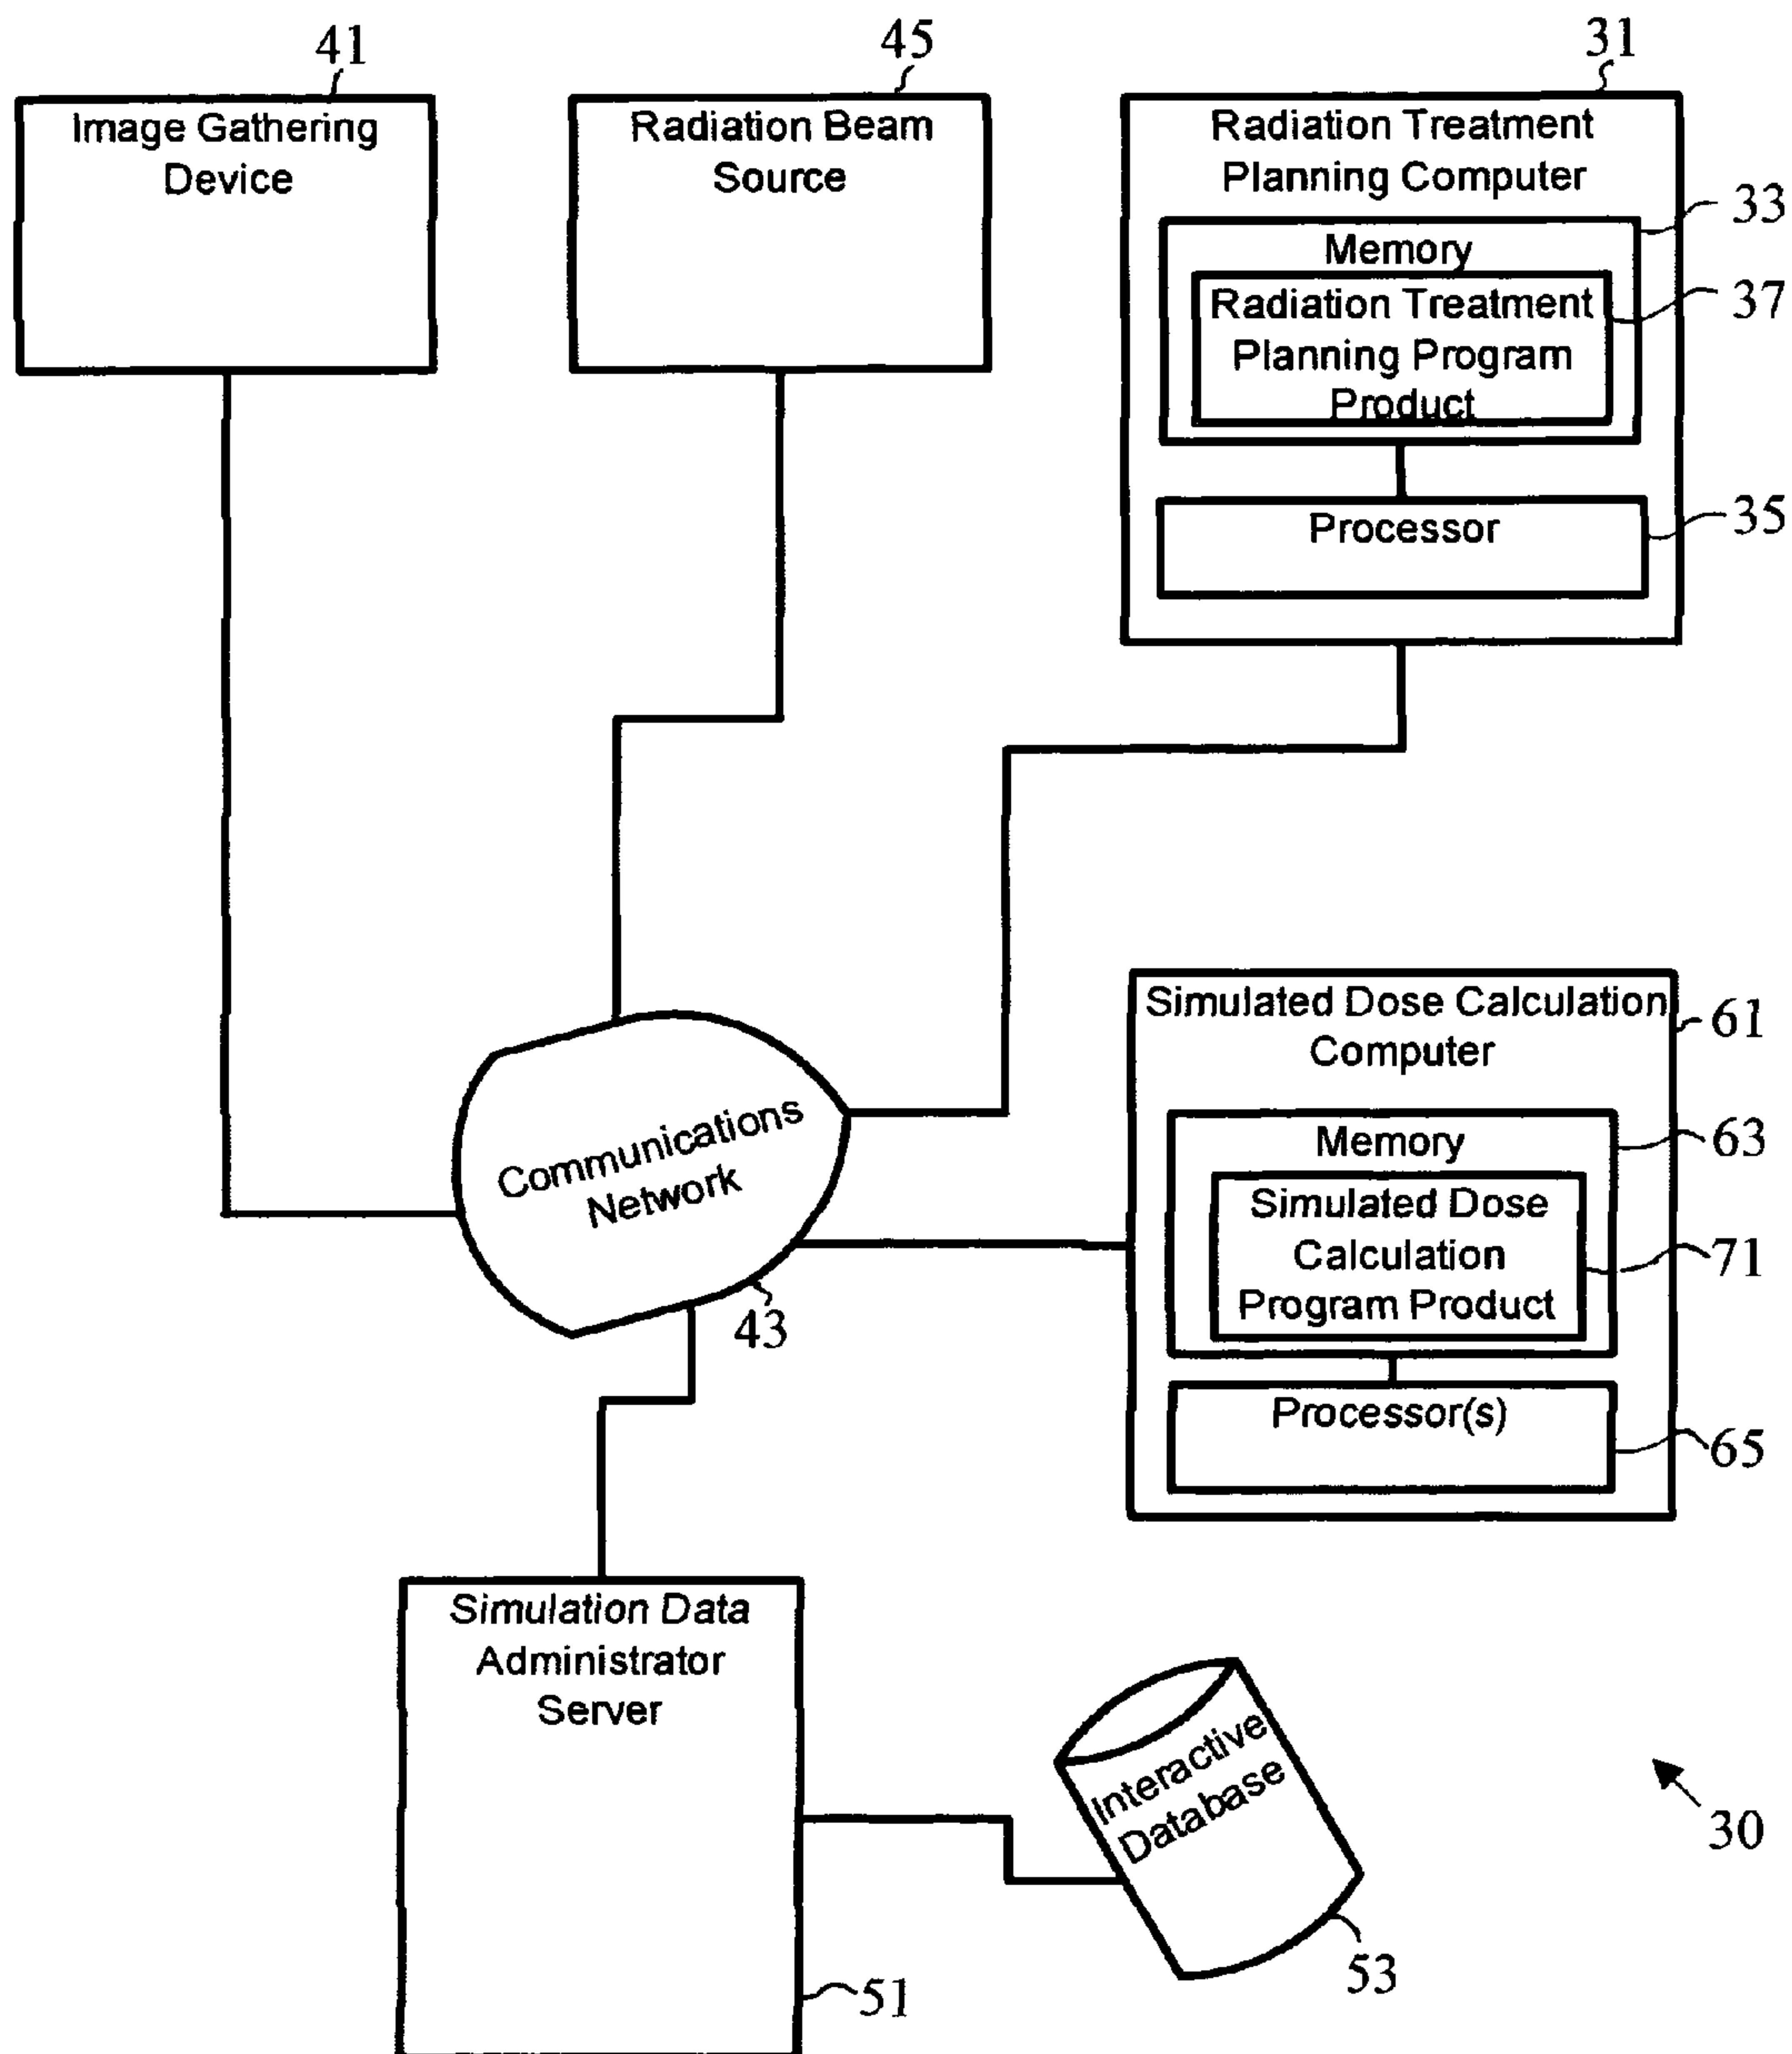 41
Image Gathering
Device
45
Radiation Beam
Source
31
Radiation Treatment
Planning Computer
33
Memory
37
Radiation Treatment
Planning Program
Product
35
Processor
Communications
Network
43
Simulated Dose Calculation
Computer
61
Memory
63
Simulated Dose
Calculation
Program Product
71
Processor(s)
65
Simulation Data
Administrator
Server
51
Interactive
Database
53
30